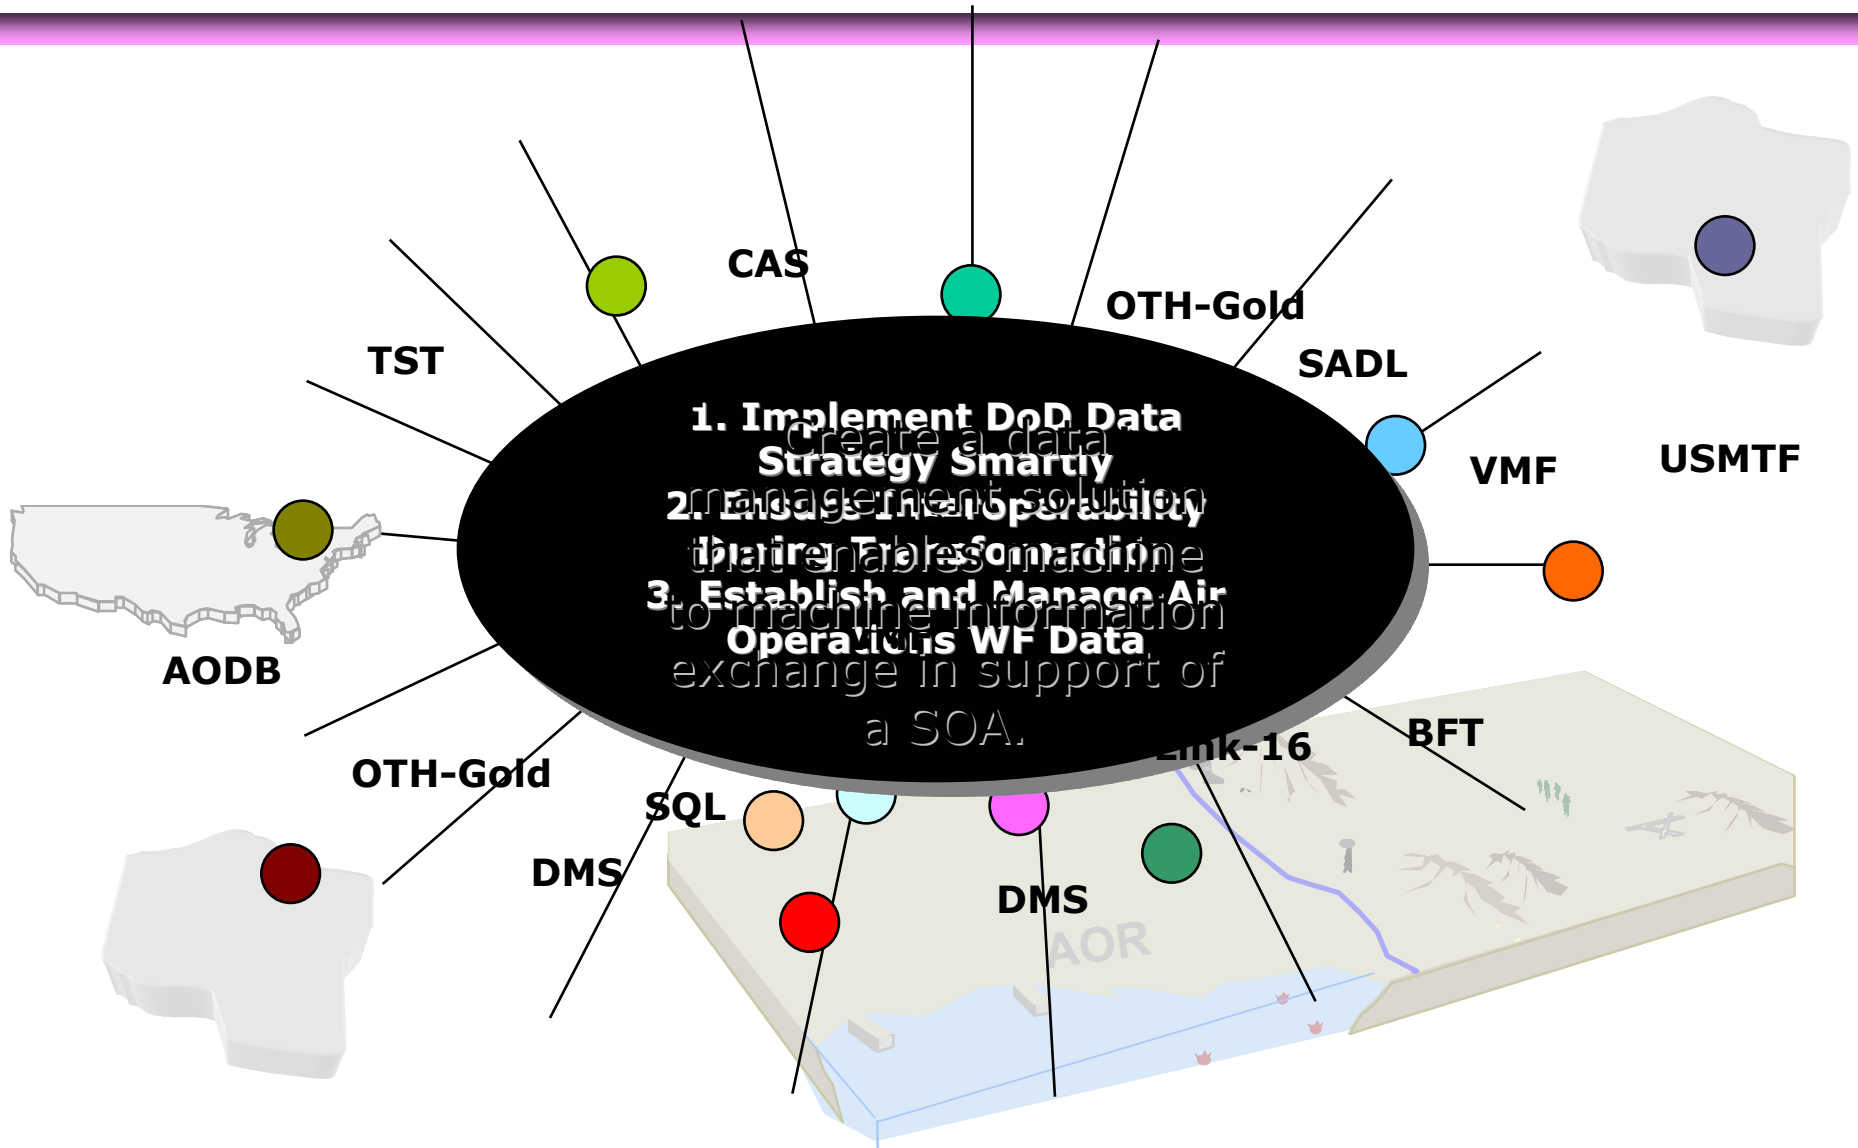 CAS
OTH-Gold
TST
SADL
VMF
USMTF
1. Implement DoD Data
Strategy Smartly
2. Ensure Interoperability
During Transformation
3. Establish and Manage Air
Operations WF Data
Create a data
management solution
that enables machine
to machine information
exchange in support of
a SOA.
AODB
OTH-Gold
SQL
DMS
DMS
Link-16
BFT
AOR